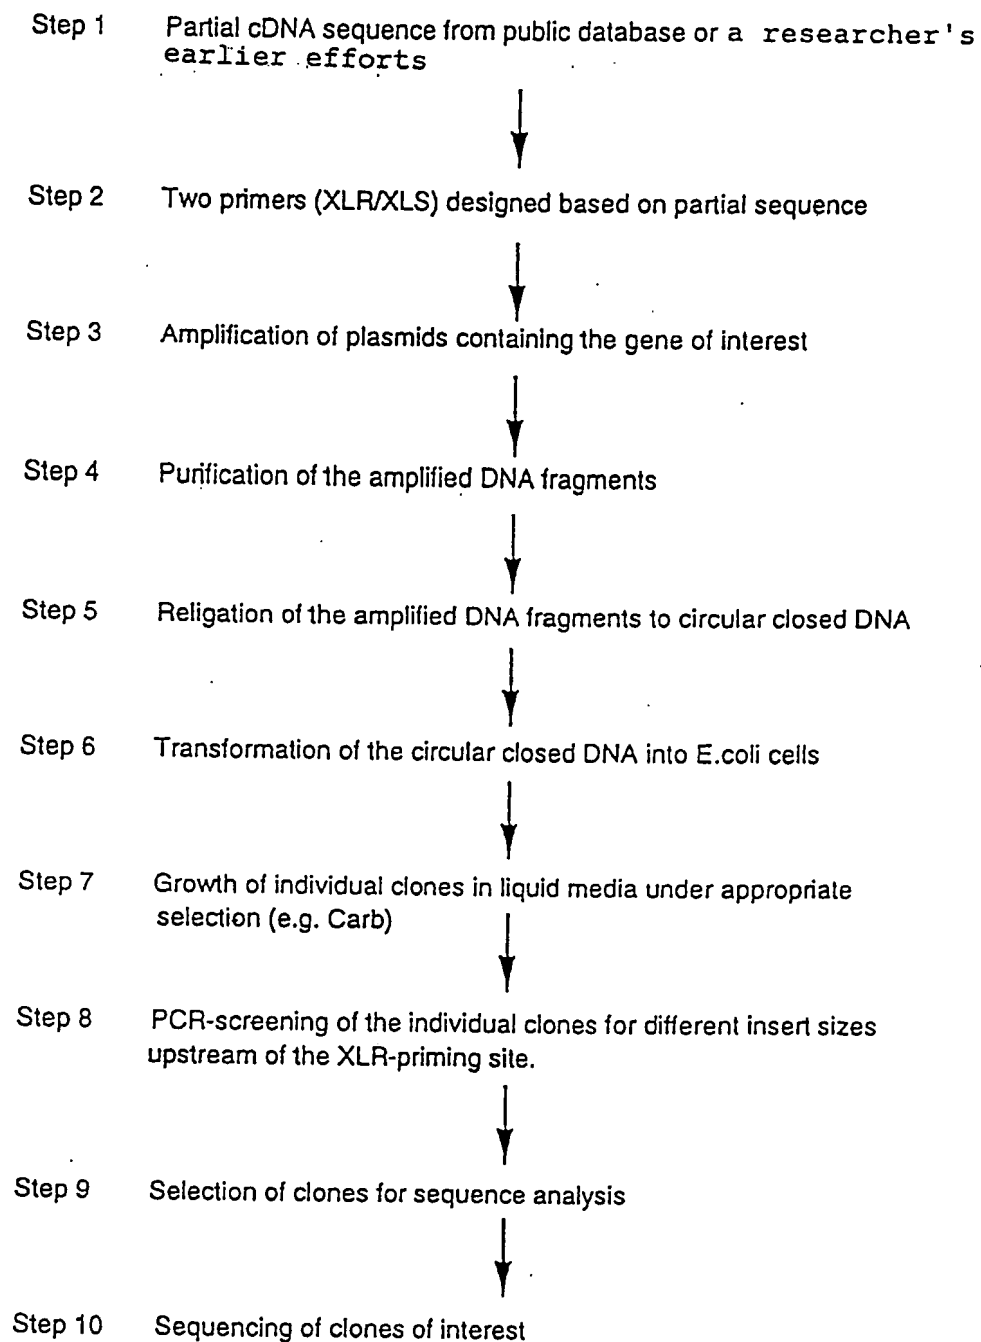 Step 1 Partial cDNA sequence from public database or a researcher's
earlier efforts
Step 2 Two primers (XLR/XLS) designed based on partial sequence
Step 3 Amplification of plasmids containing the gene of interest
Step 4 Purification of the amplified DNA fragments
Step 5 Religation of the amplified DNA fragments to circular closed DNA
Step 6 Transformation of the circular closed DNA into E.coli cells
Step 7 Growth of individual clones in liquid media under appropriate
selection (e.g. Carb)
Step 8 PCR-screening of the individual clones for different insert sizes
upstream of the XLR-priming site.
Step 9 Selection of clones for sequence analysis
Step 10 Sequencing of clones of interest